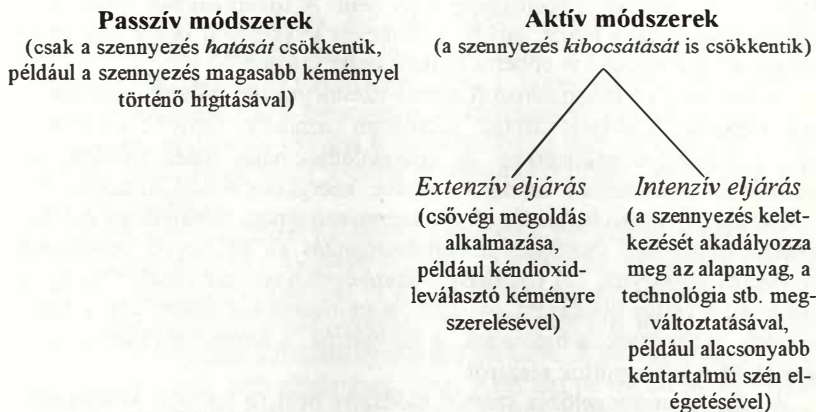 Passzív módszerek
(csak a szennyezés hatását csökkentik,
például a szennyezés magasabb kéménnyel
történő hígításával)
Aktív módszerek
(a szennyezés kibocsátását is csökkentik)
Extenzív eljárás
(csővégi megoldás
alkalmazása,
például kéndioxid-
leválasztó kéményre
szerelésével)
Intenzív eljárás
(a szennyezés kelet-
kezését akadályozza
meg az alapanyag, a
technológia stb. meg-
változtatásával,
például alacsonyabb
kéntartalmú szén el-
égetésével)